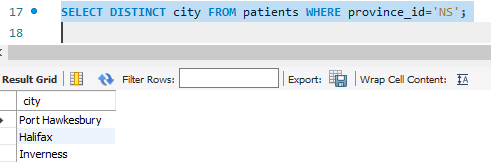 17 SELECT DISTINCT city FROM patients WHERE province_id='NS';
18
Result Grid Filter Rows: Export: Wrap Cell Content: IA
city
Port Hawkesbury
Halifax
Inverness